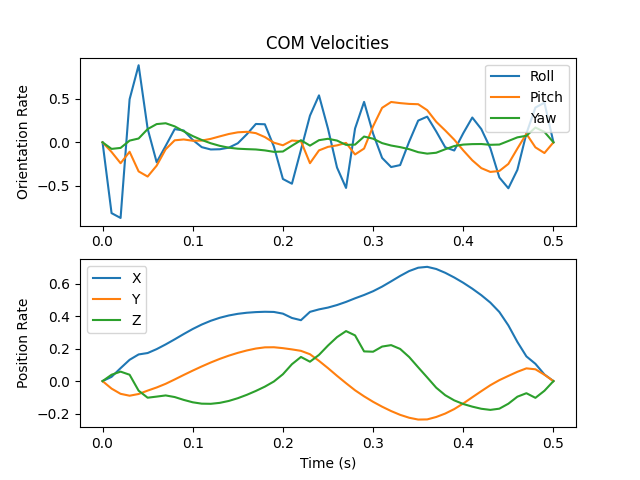 COM Velocities
Orientation Rate
0.5
0.0
−0.5
Roll
Pitch
Yaw
0.0 0.1 0.2 0.3 0.4 0.5
Position Rate
0.6
0.4
0.2
0.0
−0.2
X
Y
Z
0.0 0.1 0.2 0.3 0.4 0.5
Time (s)